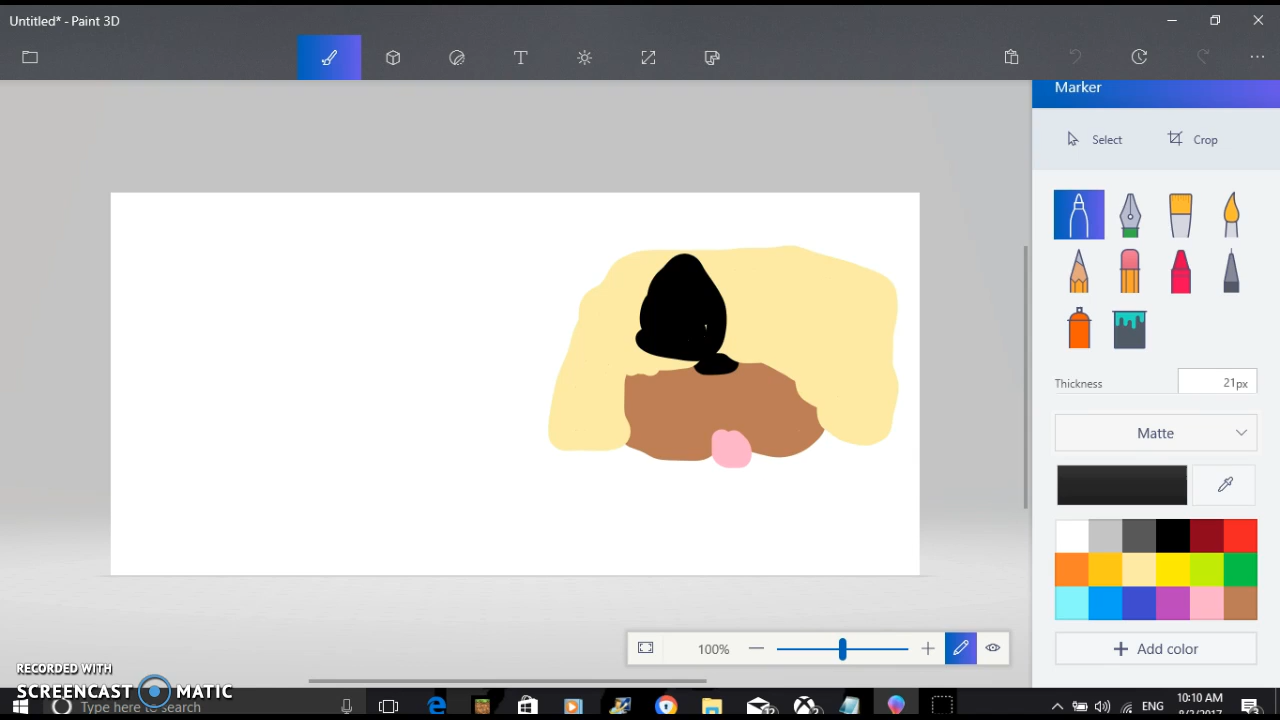 Untitled* - Paint 3D
Marker
Select
Crop
Thickness
21px
Matte
Add color
100%
RECORDED WITH
SCREENCAST MATIC
Type here to search
ENG
10:10 AM